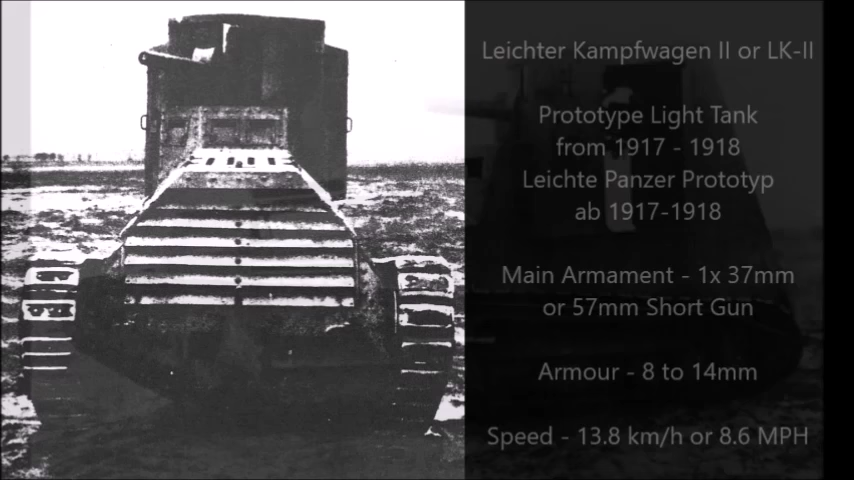 Leichter Kampfwagen II or LK-II
Prototype Light Tank
from 1917 - 1918
Leichte Panzer Prototyp
ab 1917-1918
Main Armament - 1x 37mm
or 57mm Short Gun
Armour - 8 to 14mm
Speed - 13.8 km/h or 8.6 MPH